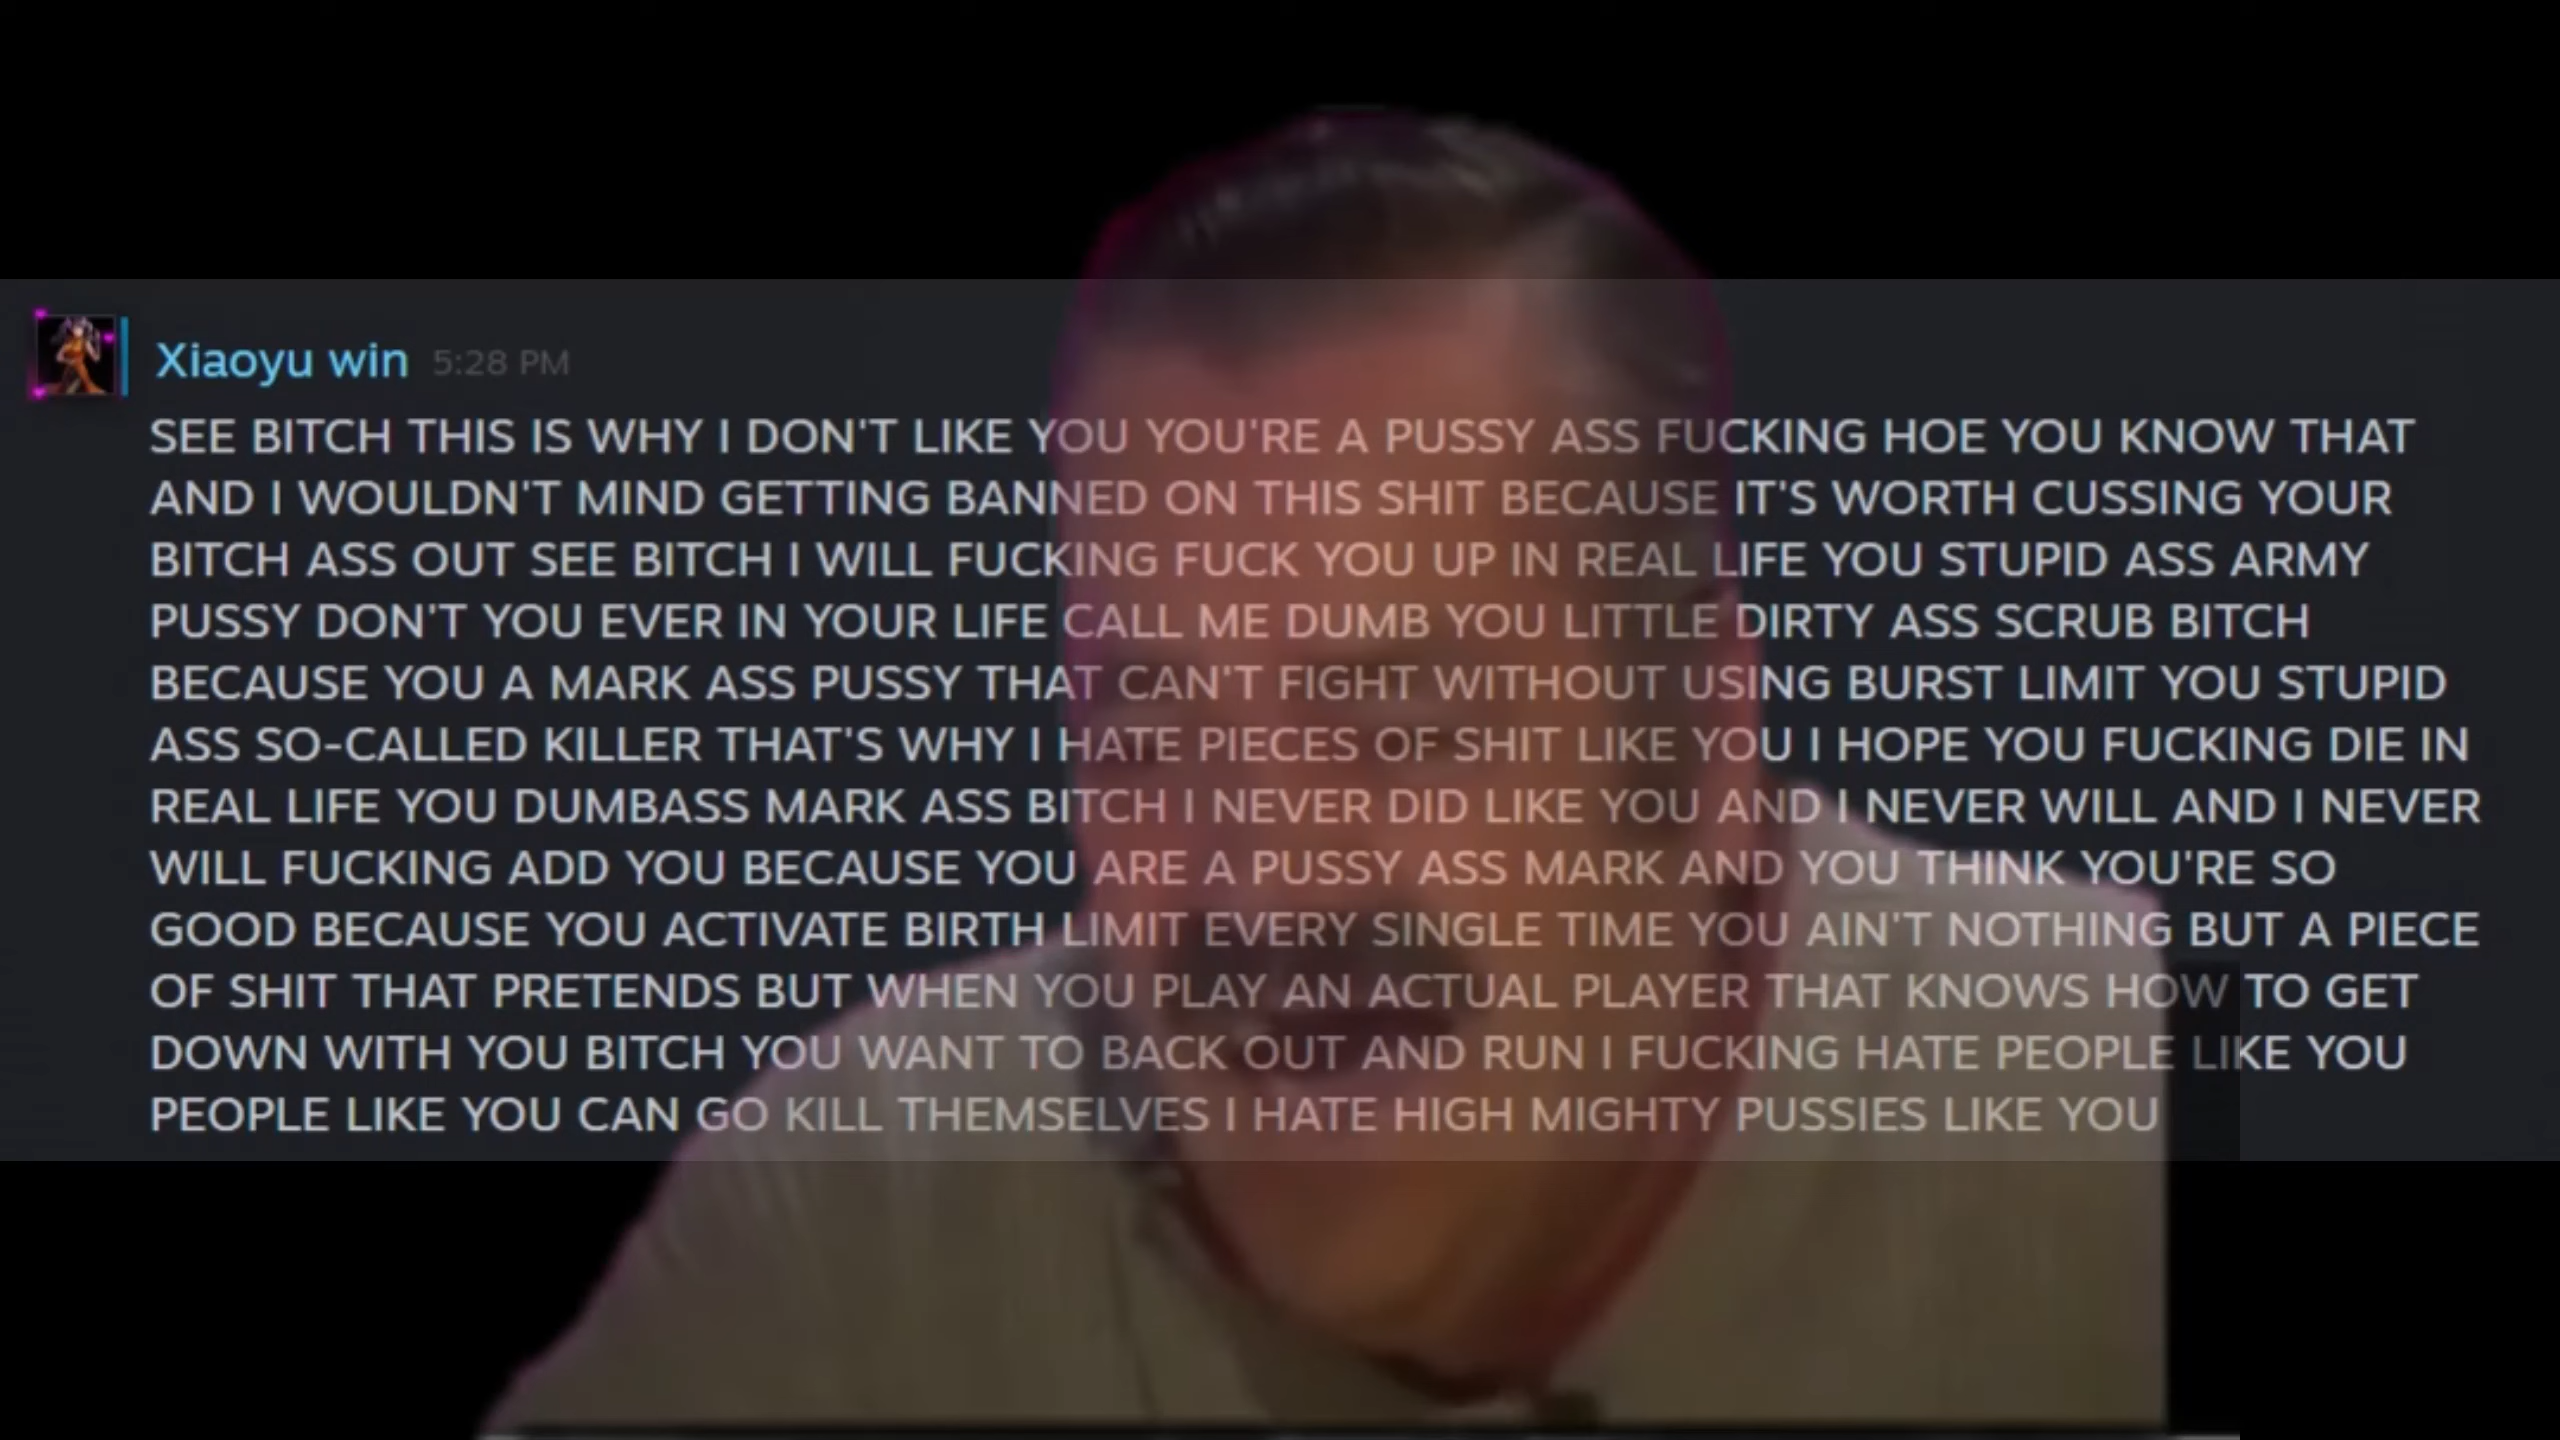 Xiaoyu win 5:28 PM
SEE BITCH THIS IS WHY I DON'T LIKE YOU YOU'RE A PUSSY ASS FUCKING HOE YOU KNOW THAT
AND I WOULDN'T MIND GETTING BANNED ON THIS SHIT BECAUSE IT'S WORTH CUSSING YOUR
BITCH ASS OUT SEE BITCH I WILL FUCKING FUCK YOU UP IN REAL LIFE YOU STUPID ASS ARMY
PUSSY DON'T YOU EVER IN YOUR LIFE CALL ME DUMB YOU LITTLE DIRTY ASS SCRUB BITCH
BECAUSE YOU A MARK ASS PUSSY THAT CAN'T FIGHT WITHOUT USING BURST LIMIT YOU STUPID
ASS SO-CALLED KILLER THAT'S WHY I HATE PIECES OF SHIT LIKE YOU I HOPE YOU FUCKING DIE IN
REAL LIFE YOU DUMBASS MARK ASS BITCH I NEVER DID LIKE YOU AND I NEVER WILL AND I NEVER
WILL FUCKING ADD YOU BECAUSE YOU ARE A PUSSY ASS MARK AND YOU THINK YOU'RE SO
GOOD BECAUSE YOU ACTIVATE BIRTH LIMIT EVERY SINGLE TIME YOU AIN'T NOTHING BUT A PIECE
OF SHIT THAT PRETENDS BUT WHEN YOU PLAY AN ACTUAL PLAYER THAT KNOWS HOW TO GET
DOWN WITH YOU BITCH YOU WANT TO BACK OUT AND RUN I FUCKING HATE PEOPLE LIKE YOU
PEOPLE LIKE YOU CAN GO KILL THEMSELVES I HATE HIGH MIGHTY PUSSIES LIKE YOU